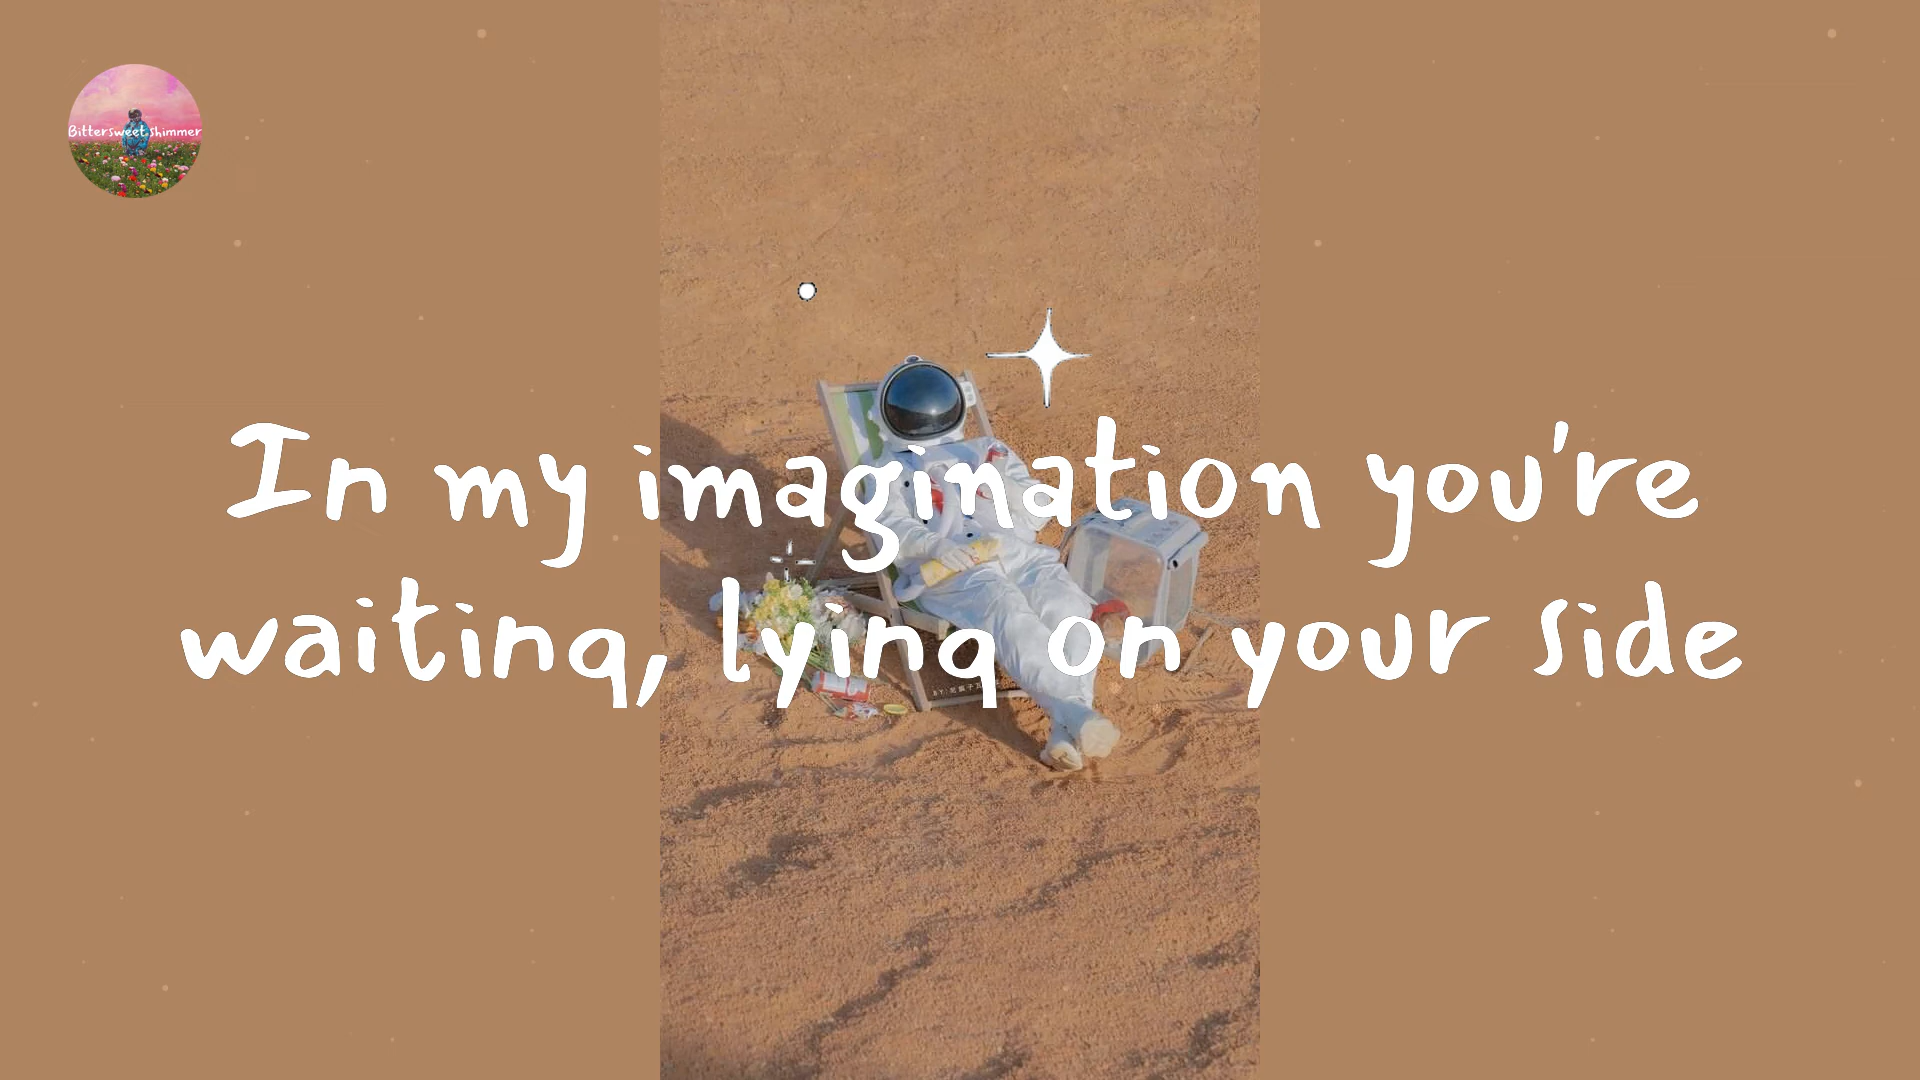 Bittersweet shimmer
In my imagination you're
waiting, lying on your side